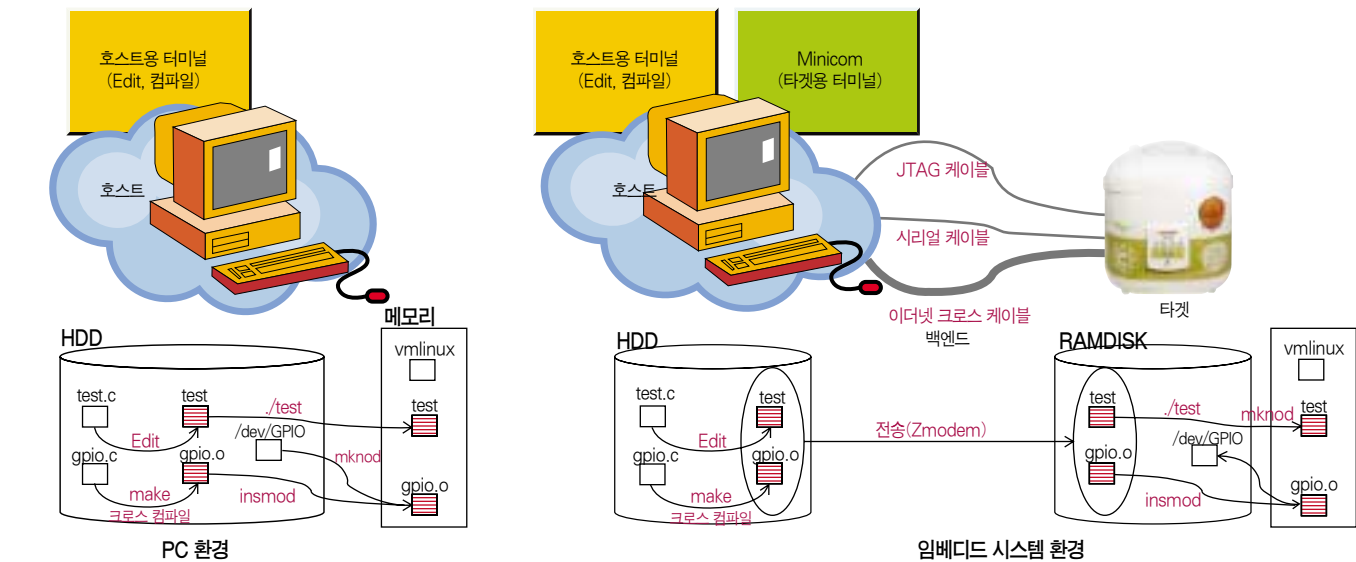 호스트용 터미널
(Edit, 컴파일)
호스트
HDD
메모리
vmlinux
test.c
test
./test
test
Edit
/dev/GPIO
gpio.c
gpio.o
mknod
make
insmod
gpio.o
크로스 컴파일
PC 환경
호스트용 터미널
(Edit, 컴파일)
Minicom
(타겟용 터미널)
호스트
JTAG 케이블
시리얼 케이블
이더넷 크로스 케이블
백엔드
타겟
HDD
test.c
test
Edit
gpio.c
gpio.o
make
크로스 컴파일
전송(Zmodem)
RAMDISK
vmlinux
test
./test
mknod
test
/dev/GPIO
gpio.o
insmod
gpio.o
임베디드 시스템 환경